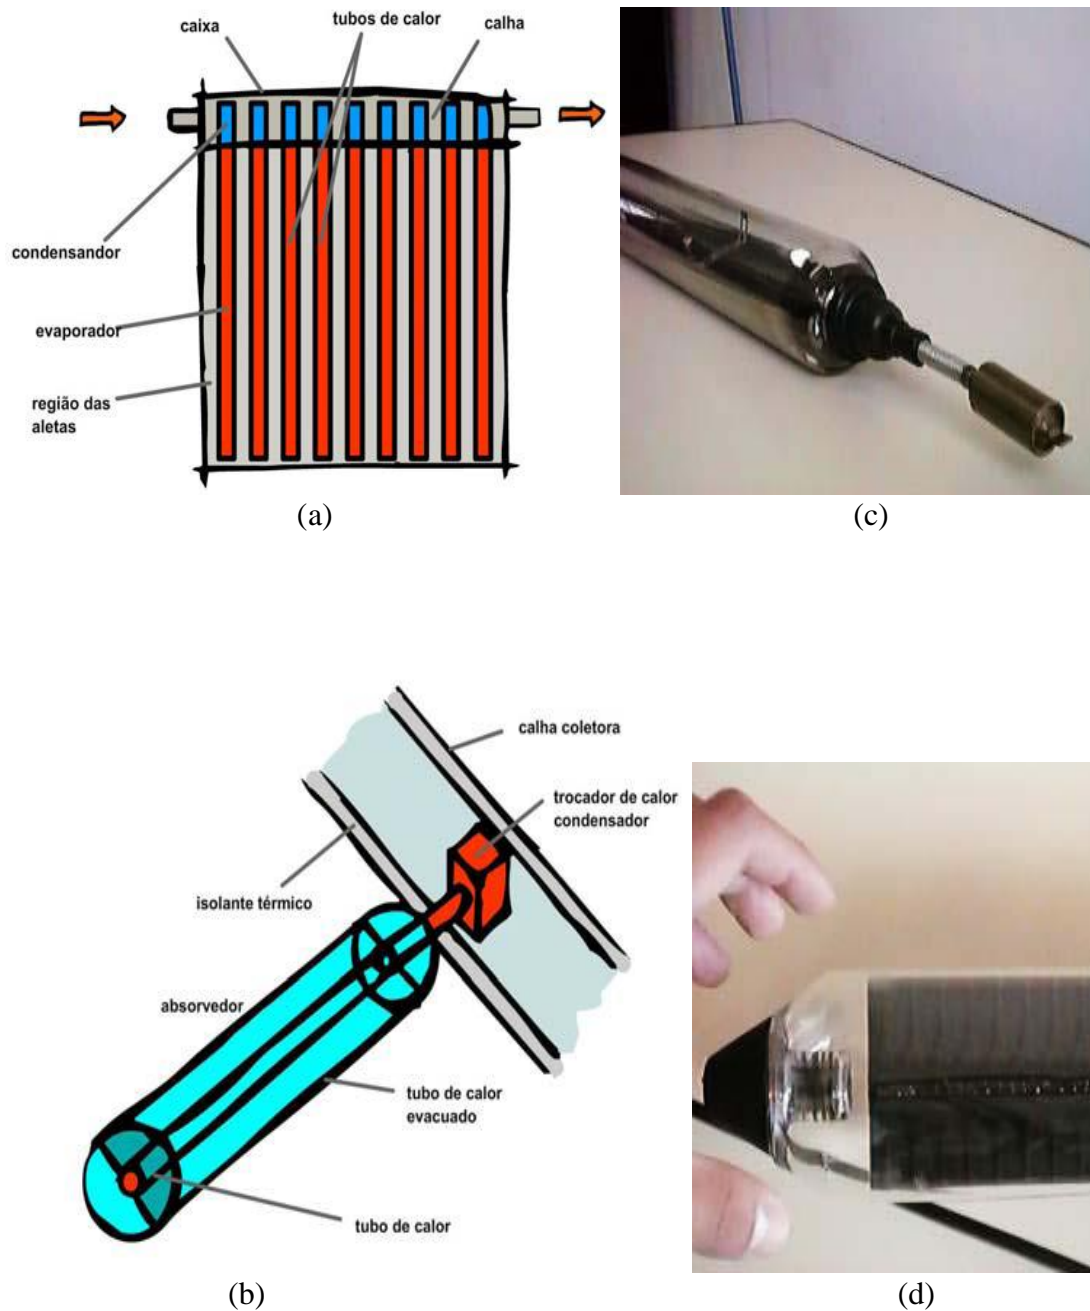 caixa
tubos de calor
calha
condensandor
evaporador
região das
aletas
(a)
(c)
calha coletora
trocador de calor
condensador
isolante térmico
absorvedor
tubo de calor
evacuado
tubo de calor
(b)
(d)